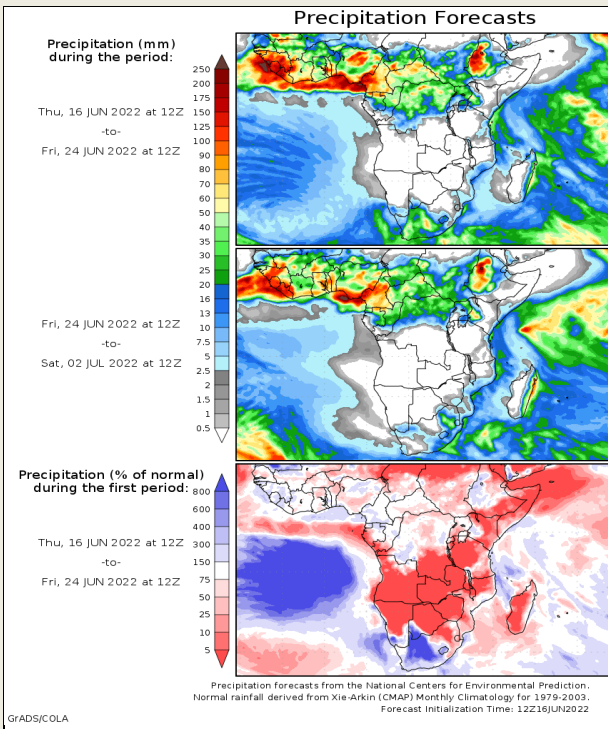 Precipitation Forecasts
Precipitation (mm)
during the period:
Thu, 16 JUN 2022 at 12Z
-to-
Fri, 24 JUN 2022 at 12Z
250
200
175
150
125
100
90
80
70
60
50
40
35
30
25
20
16
13
10
7.5
5
2.5
2
1.5
1
0.5
Fri, 24 JUN 2022 at 12Z
-to-
Sat, 02 JUL 2022 at 12Z
Precipitation (% of normal)
during the first period:
Thu, 16 JUN 2022 at 12Z
-to-
Fri, 24 JUN 2022 at 12Z
800
600
400
300
150
75
50
25
10
5
Precipitation forecasts from the National Centers for Environmental Prediction.
Normal rainfall derived from Xie-Arkin (CMAP) Monthly Climatology for 1979-2003.
Forecast Initialization Time: 12Z16JUN2022
GrADS/COLA